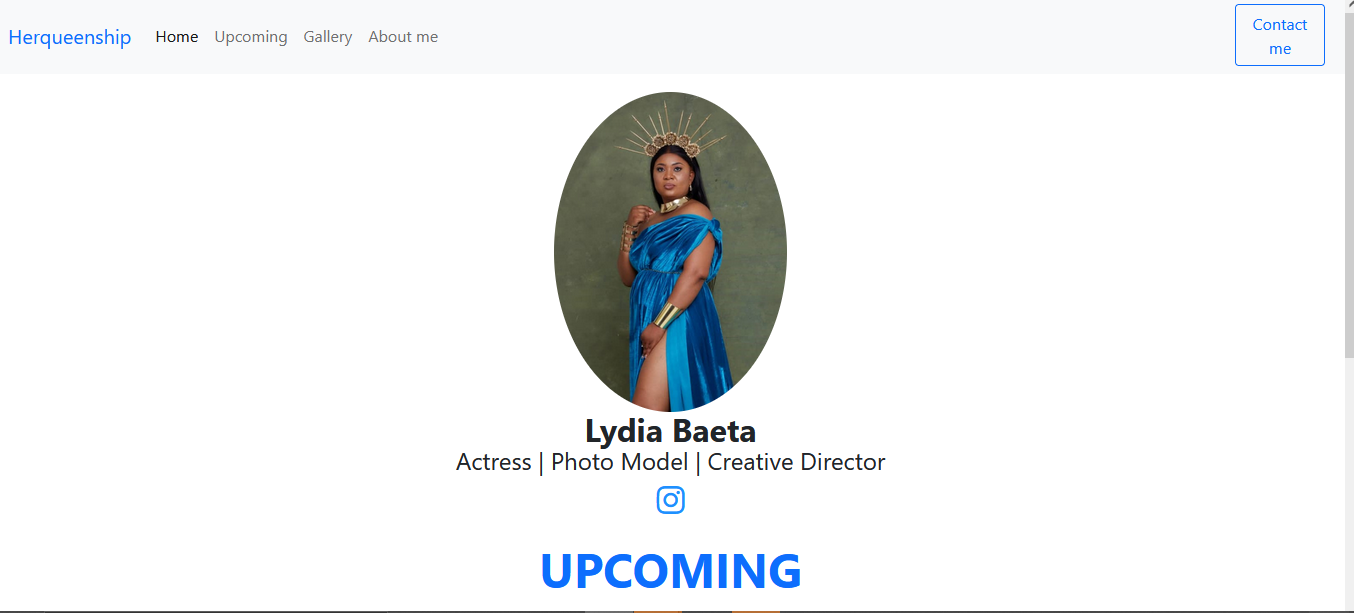 Herqueenship Home Upcoming Gallery About me
Contact
me
Lydia Baeta
Actress | Photo Model | Creative Director
UPCOMING